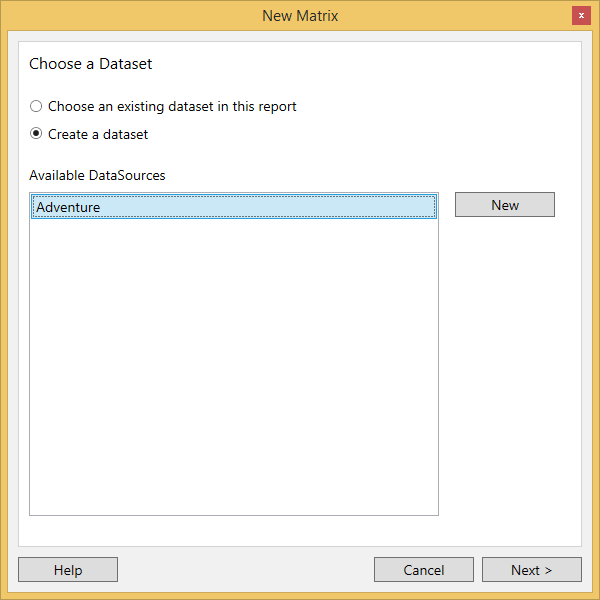 New Matrix
x
Choose a Dataset
Choose an existing dataset in this report
Create a dataset
Available DataSources
Adventure
New
Help
Cancel
Next >